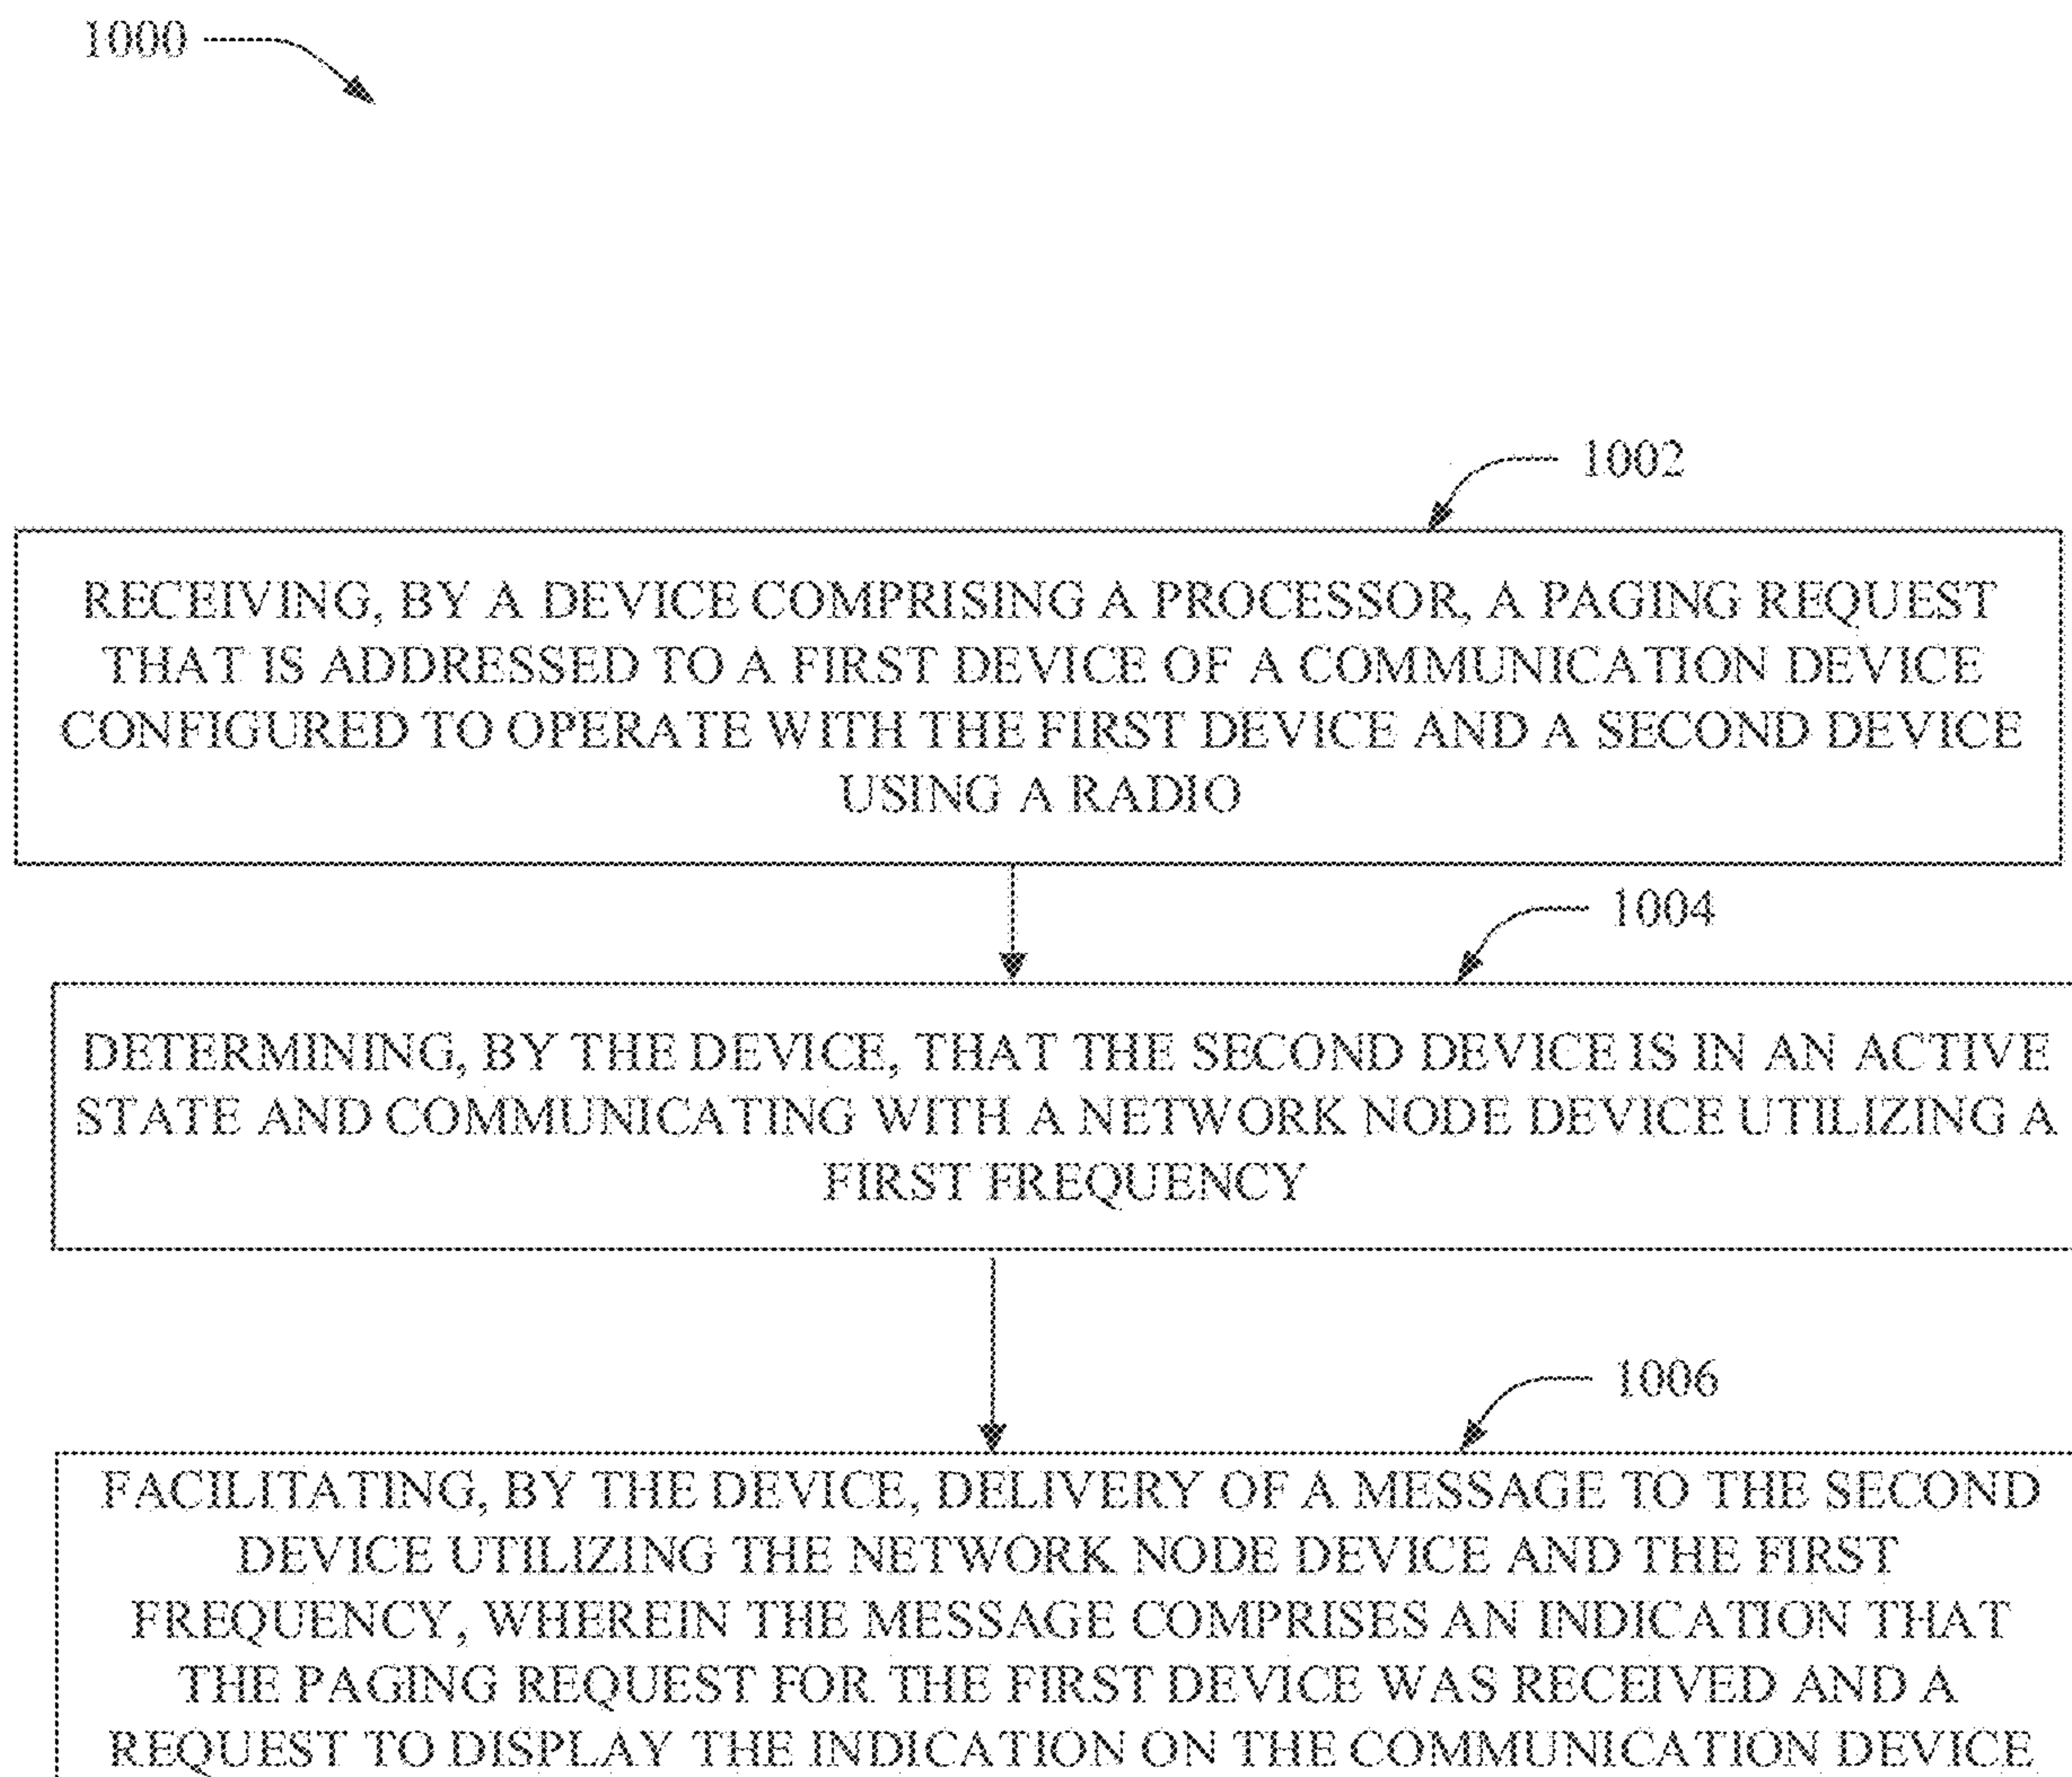 1000
1002
RECEIVING, BY A DEVICE COMPRISING A PROCESSOR, A PAGING REQUEST
THAT IS ADDRESSED TO A FIRST DEVICE OF A COMMUNICATION DEVICE
CONFIGURED TO OPERATE WITH THE FIRST DEVICE AND A SECOND DEVICE
USING A RADIO
1004
DETERMINING, BY THE DEVICE, THAT THE SECOND DEVICE IS IN AN ACTIVE
STATE AND COMMUNICATING WITH A NETWORK NODE DEVICE UTILIZING A
FIRST FREQUENCY
1006
FACILITATING, BY THE DEVICE, DELIVERY OF A MESSAGE TO THE SECOND
DEVICE UTILIZING THE NETWORK NODE DEVICE AND THE FIRST
FREQUENCY, WHEREIN THE MESSAGE COMPRISES AN INDICATION THAT
THE PAGING REQUEST FOR THE FIRST DEVICE WAS RECEIVED AND A
REQUEST TO DISPLAY THE INDICATION ON THE COMMUNICATION DEVICE